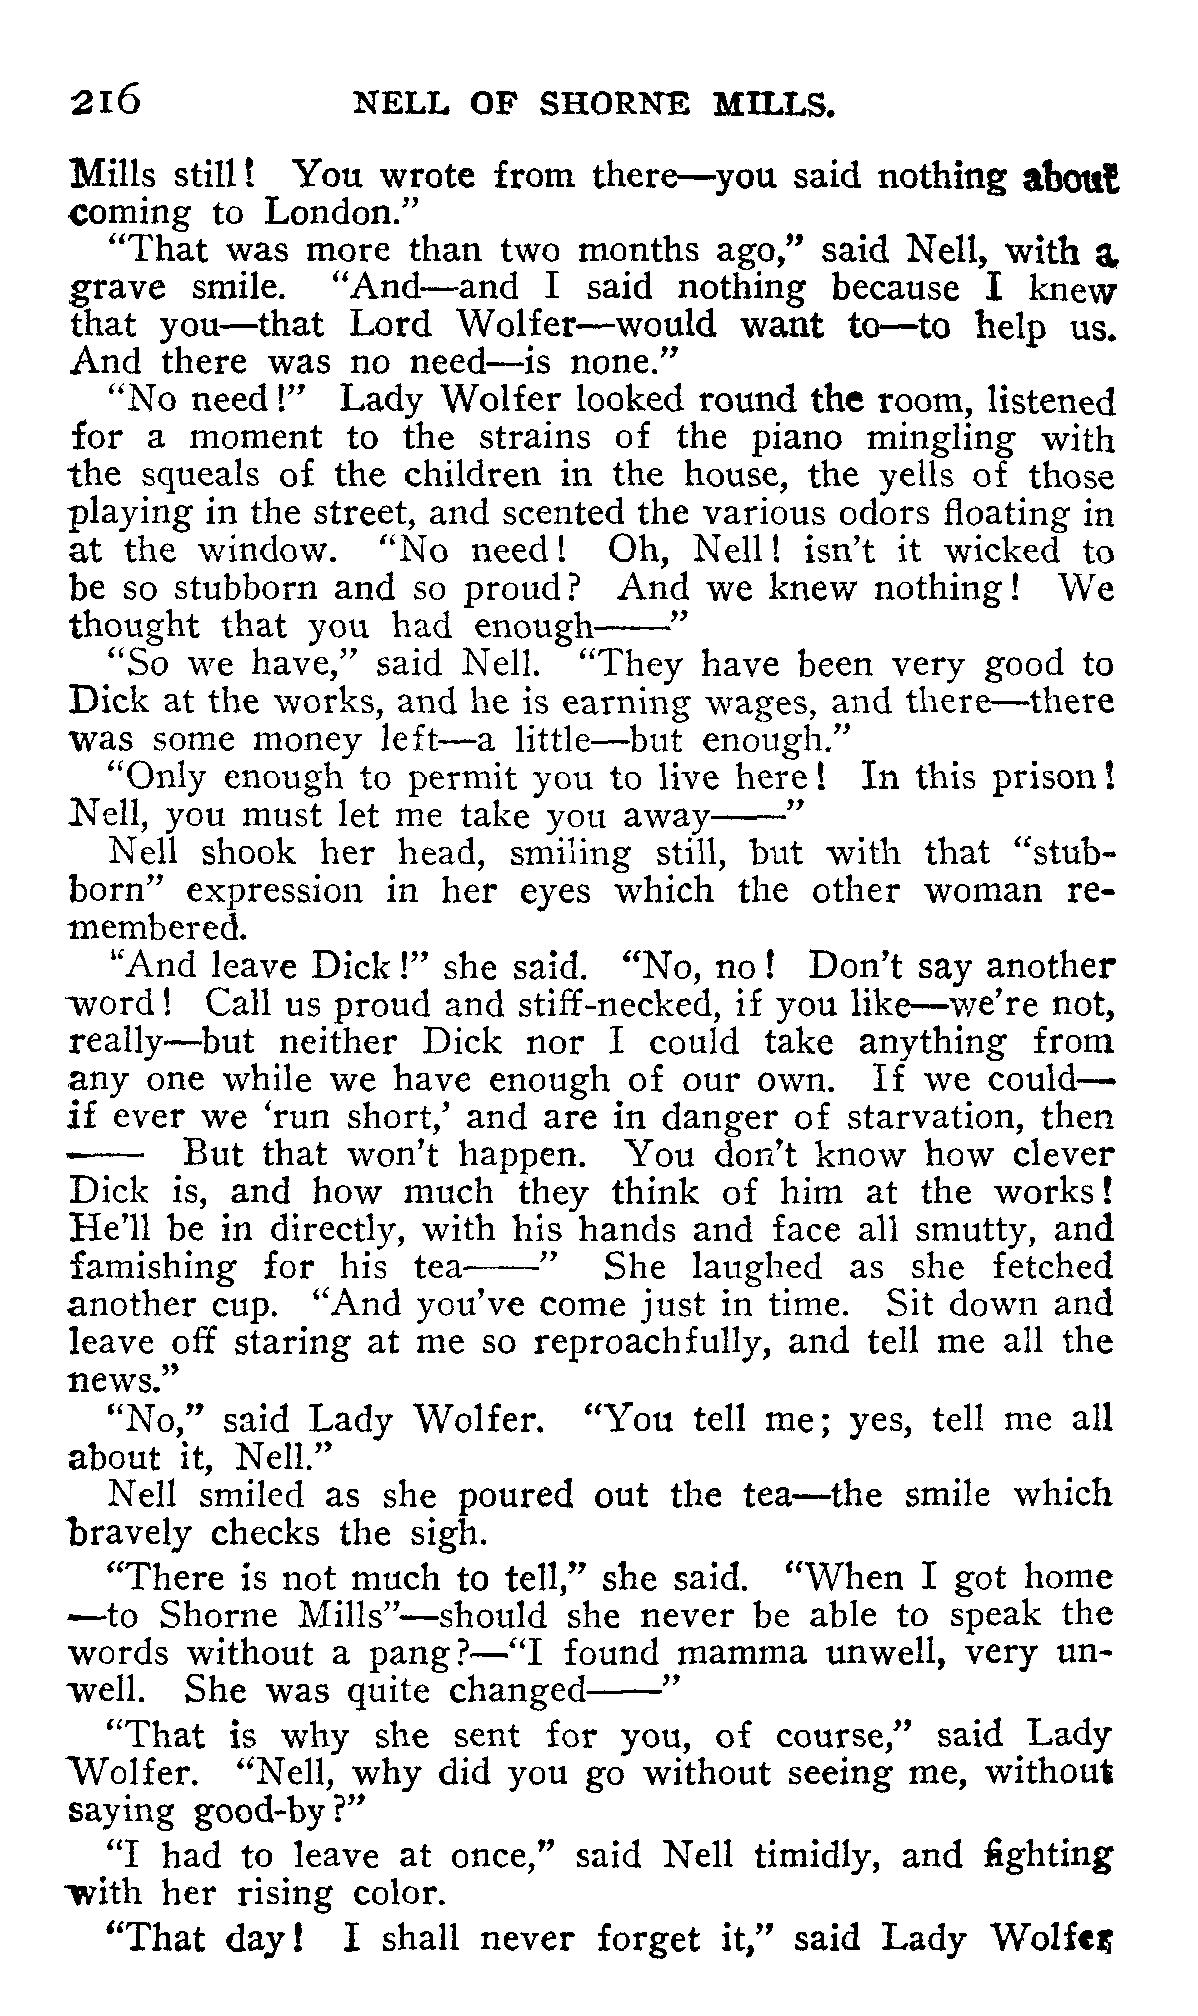 216 NELL OF SHORNE MILLS.
Mills still! You wrote from there—you said nothing about
coming to London.”
“That was more than two months ago,” said Nell, with a
grave smile. “And—and I said nothing because I knew
that you—that Lord Wolfer—would want to—to help us.
And there was no need—is none.”
“No need!” Lady Wolfer looked round the room, listened
for a moment to the strains of the piano mingling with
the squeals of the children in the house, the yells of those
playing in the street, and scented the various odors floating in
at the window. “No need! Oh, Nell! isn’t it wicked to
be so stubborn and so proud? And we knew nothing! We
thought that you had enough——”
“So we have,” said Nell. “They have been very good to
Dick at the works, and he is earning wages, and there—there
was some money left—a little—but enough.”
“Only enough to permit you to live here! In this prison!
Nell, you must let me take you away——”
Nell shook her head, smiling still, but with that “stub-
born” expression in her eyes which the other woman re-
membered.
“And leave Dick!” she said. “No, no! Don’t say another
word! Call us proud and stiff-necked, if you like—we’re not,
really—but neither Dick nor I could take anything from
any one while we have enough of our own. If we could—
if ever we ‘run short,’ and are in danger of starvation, then
—— But that won’t happen. You don’t know how clever
Dick is, and how much they think of him at the works!
He’ll be in directly, with his hands and face all smutty, and
famishing for his tea——” She laughed as she fetched
another cup. “And you’ve come just in time. Sit down and
leave off staring at me so reproachfully, and tell me all the
news.”
“No,” said Lady Wolfer. “You tell me; yes, tell me all
about it, Nell.”
Nell smiled as she poured out the tea—the smile which
bravely checks the sigh.
“There is not much to tell,” she said. “When I got home
—to Shorne Mills”—should she never be able to speak the
words without a pang?—“I found mamma unwell, very un-
well. She was quite changed——”
“That is why she sent for you, of course,” said Lady
Wolfer. “Nell, why did you go without seeing me, without
saying good-by?”
“I had to leave at once,” said Nell timidly, and fighting
with her rising color.
“That day! I shall never forget it,” said Lady Wolfer